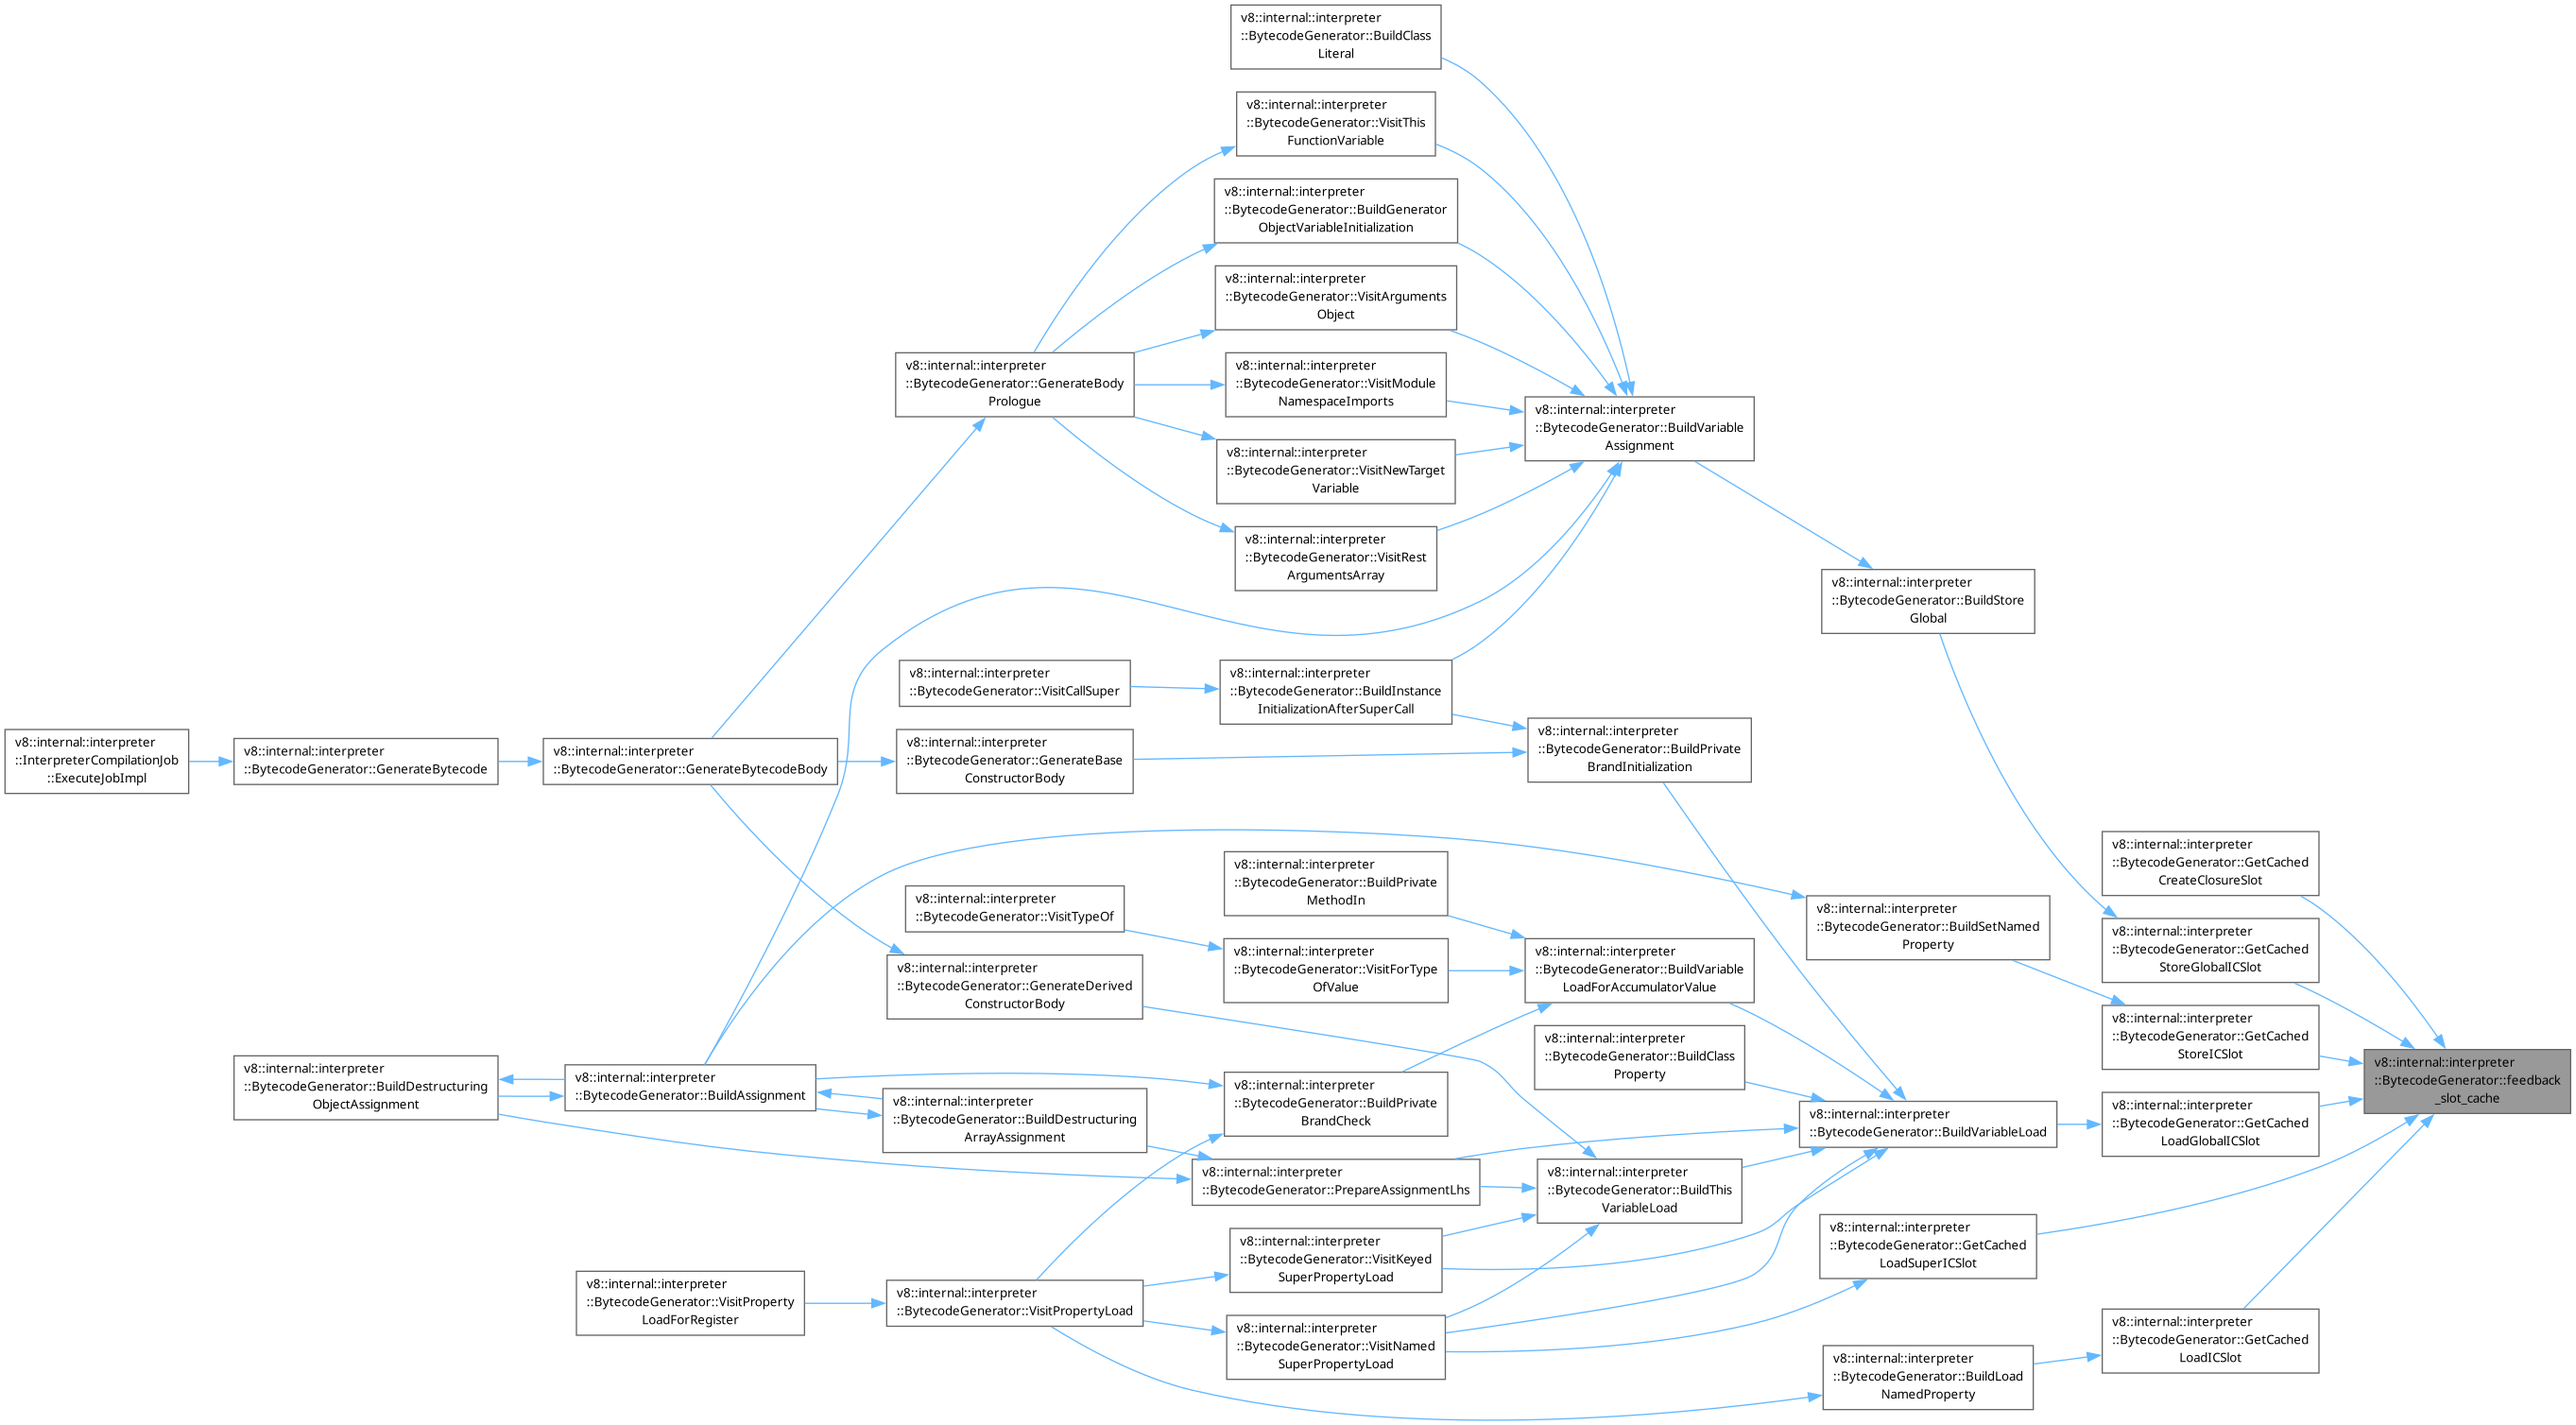 v8::internal::interpreter
::BytecodeGenerator::BuildClass
Literal
v8::internal::interpreter
::BytecodeGenerator::VisitThis
FunctionVariable
v8::internal::interpreter
::BytecodeGenerator::BuildGenerator
ObjectVariableInitialization
v8::internal::interpreter
::BytecodeGenerator::VisitArguments
Object
v8::internal::interpreter
::BytecodeGenerator::GenerateBody
Prologue
v8::internal::interpreter
::BytecodeGenerator::VisitModule
NamespaceImports
v8::internal::interpreter
::BytecodeGenerator::BuildVariable
Assignment
v8::internal::interpreter
::BytecodeGenerator::VisitNewTarget
Variable
v8::internal::interpreter
::BytecodeGenerator::VisitRest
ArgumentsArray
v8::internal::interpreter
::BytecodeGenerator::BuildStore
Global
v8::internal::interpreter
::BytecodeGenerator::VisitCallSuper
v8::internal::interpreter
::BytecodeGenerator::BuildInstance
InitializationAfterSuperCall
v8::internal::interpreter
::InterpreterCompilationJob
::ExecuteJobImpl
v8::internal::interpreter
::BytecodeGenerator::GenerateBytecode
v8::internal::interpreter
::BytecodeGenerator::GenerateBytecodeBody
v8::internal::interpreter
::BytecodeGenerator::GenerateBase
ConstructorBody
v8::internal::interpreter
::BytecodeGenerator::BuildPrivate
BrandInitialization
v8::internal::interpreter
::BytecodeGenerator::GetCached
CreateClosureSlot
v8::internal::interpreter
::BytecodeGenerator::BuildPrivate
MethodIn
v8::internal::interpreter
::BytecodeGenerator::VisitTypeOf
v8::internal::interpreter
::BytecodeGenerator::BuildSetNamed
Property
v8::internal::interpreter
::BytecodeGenerator::GetCached
StoreGlobalICSlot
v8::internal::interpreter
::BytecodeGenerator::GenerateDerived
ConstructorBody
v8::internal::interpreter
::BytecodeGenerator::VisitForType
OfValue
v8::internal::interpreter
::BytecodeGenerator::BuildVariable
LoadForAccumulatorValue
v8::internal::interpreter
::BytecodeGenerator::GetCached
StoreICSlot
v8::internal::interpreter
::BytecodeGenerator::BuildClass
Property
v8::internal::interpreter
::BytecodeGenerator::feedback
_slot_cache
v8::internal::interpreter
::BytecodeGenerator::BuildDestructuring
ObjectAssignment
v8::internal::interpreter
::BytecodeGenerator::BuildAssignment
v8::internal::interpreter
::BytecodeGenerator::BuildDestructuring
ArrayAssignment
v8::internal::interpreter
::BytecodeGenerator::BuildPrivate
BrandCheck
v8::internal::interpreter
::BytecodeGenerator::BuildVariableLoad
v8::internal::interpreter
::BytecodeGenerator::GetCached
LoadGlobalICSlot
v8::internal::interpreter
::BytecodeGenerator::PrepareAssignmentLhs
v8::internal::interpreter
::BytecodeGenerator::BuildThis
VariableLoad
v8::internal::interpreter
::BytecodeGenerator::VisitKeyed
SuperPropertyLoad
v8::internal::interpreter
::BytecodeGenerator::GetCached
LoadSuperICSlot
v8::internal::interpreter
::BytecodeGenerator::VisitProperty
LoadForRegister
v8::internal::interpreter
::BytecodeGenerator::VisitPropertyLoad
v8::internal::interpreter
::BytecodeGenerator::VisitNamed
SuperPropertyLoad
v8::internal::interpreter
::BytecodeGenerator::GetCached
LoadICSlot
v8::internal::interpreter
::BytecodeGenerator::BuildLoad
NamedProperty